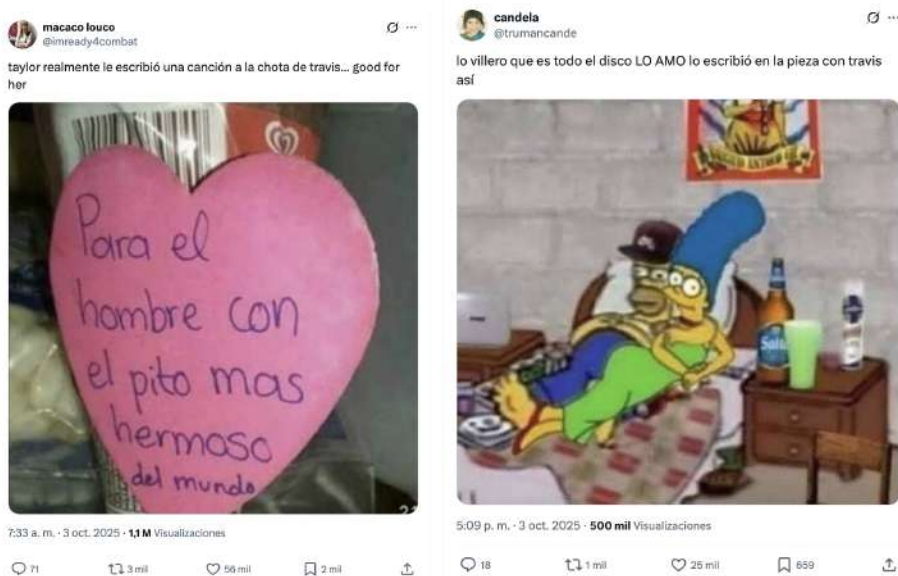 macaco louco
@imready4combat
taylor realmente le escribió una canción a la chota de travis... good for
her
Para el
hombre con
el pito mas
hermoso
del mundo
7:33 a. m. · 3 oct. 2025 · 1,1 M Visualizaciones
71 3 mil 56 mil 2 mil
candela
@trumancande
lo villero que es todo el disco LO AMO lo escribió en la pieza con travis
así
5:09 p. m. · 3 oct. 2025 · 500 mil Visualizaciones
18 1 mil 25 mil 659